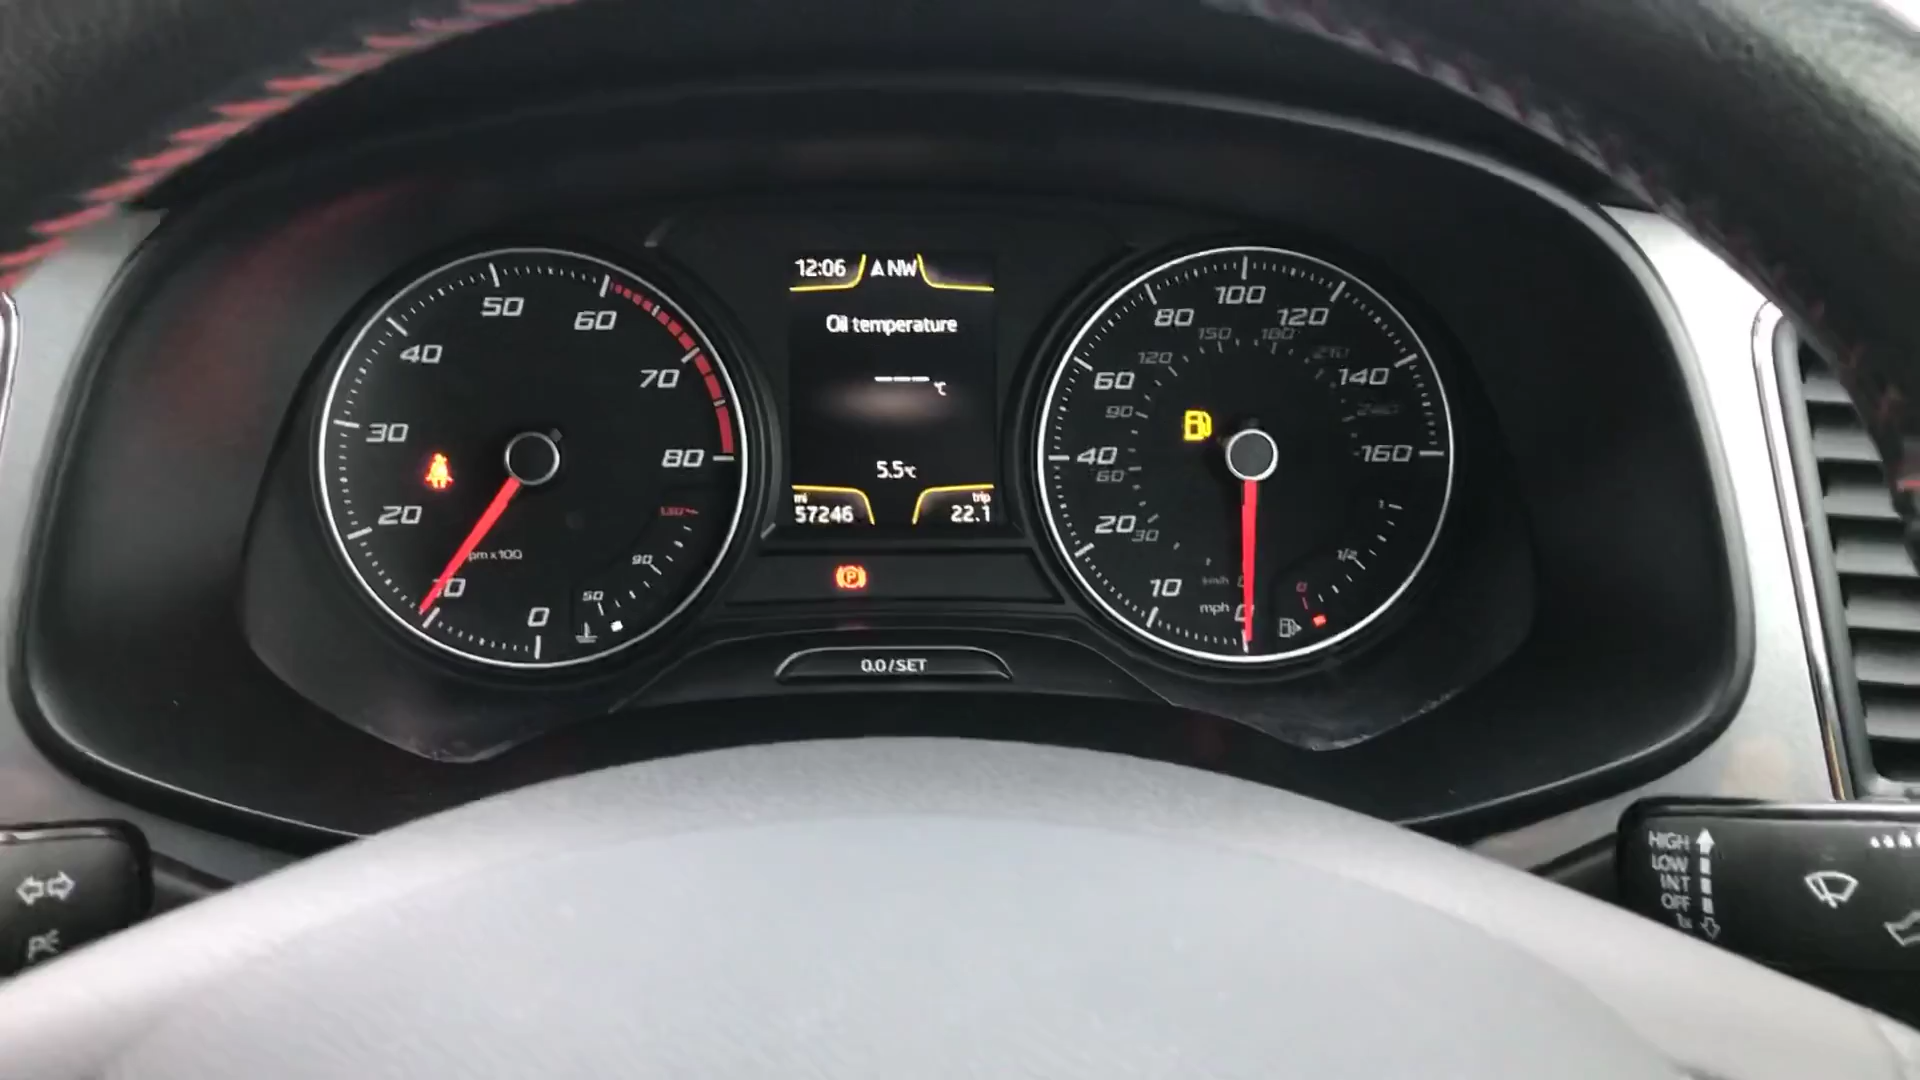 12:06 NW
Oil temperature
---- °C
5.5°C
mi
57246
trip
22.1
0.0/SET
0
10
20
30
40
50
60
70
80
rpm x 100
50
90
130
0
10
20
40
60
80
100
120
140
160
mph
km/h
0
30
60
90
120
150
180
210
240
0
1/2
1
HIGH
LOW
INT
OFF
1x